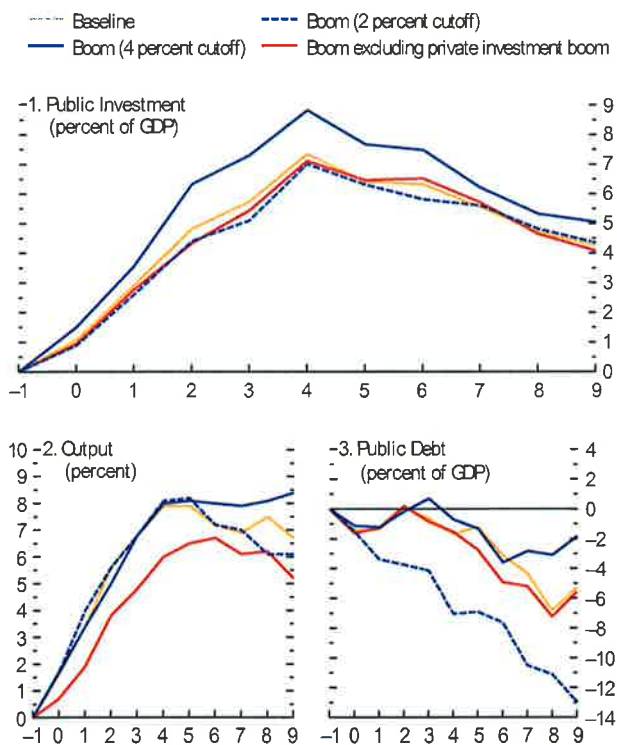 Baseline
Boom (2 percent cutoff)
Boom (4 percent cutoff)
Boom excluding private investment boom
1. Public Investment
(percent of GDP)
9
8
7
6
5
4
3
2
1
0
–1 0 1 2 3 4 5 6 7 8 9
2. Output
(percent)
10
9
8
7
6
5
4
3
2
1
0
–1 0 1 2 3 4 5 6 7 8 9
3. Public Debt
(percent of GDP)
4
2
0
–2
–4
–6
–8
–10
–12
–14
–1 0 1 2 3 4 5 6 7 8 9